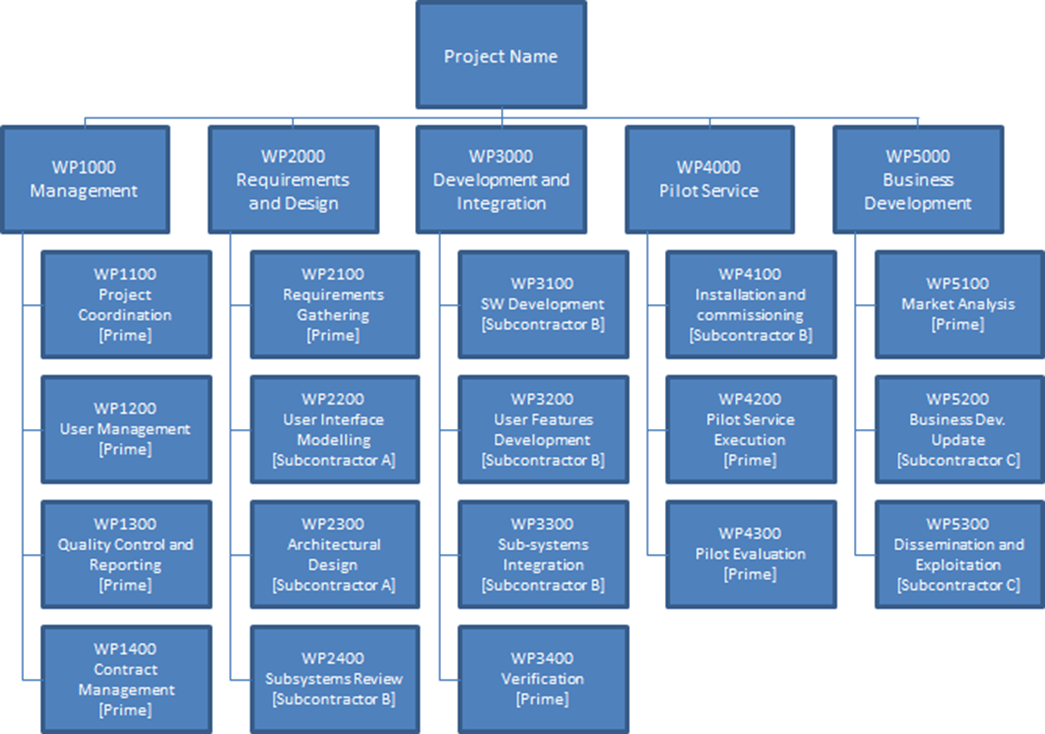 Project Name
WP1000
Management
WP2000
Requirements
and Design
WP3000
Development and
Integration
WP4000
Pilot Service
WP5000
Business
Development
WP1100
Project
Coordination
[Prime]
WP1200
User Management
[Prime]
WP1300
Quality Control and
Reporting
[Prime]
WP1400
Contract
Management
[Prime]
WP2100
Requirements
Gathering
[Prime]
WP2200
User Interface
Modelling
[Subcontractor A]
WP2300
Architectural
Design
[Subcontractor A]
WP2400
Subsystems Review
[Subcontractor B]
WP3100
SW Development
[Subcontractor B]
WP3200
User Features
Development
[Subcontractor B]
WP3300
Sub-systems
Integration
[Subcontractor B]
WP3400
Verification
[Prime]
WP4100
Installation and
commissioning
[Subcontractor B]
WP4200
Pilot Service
Execution
[Prime]
WP4300
Pilot Evaluation
[Prime]
WP5100
Market Analysis
[Prime]
WP5200
Business Dev.
Update
[Subcontractor C]
WP5300
Dissemination and
Exploitation
[Subcontractor C]